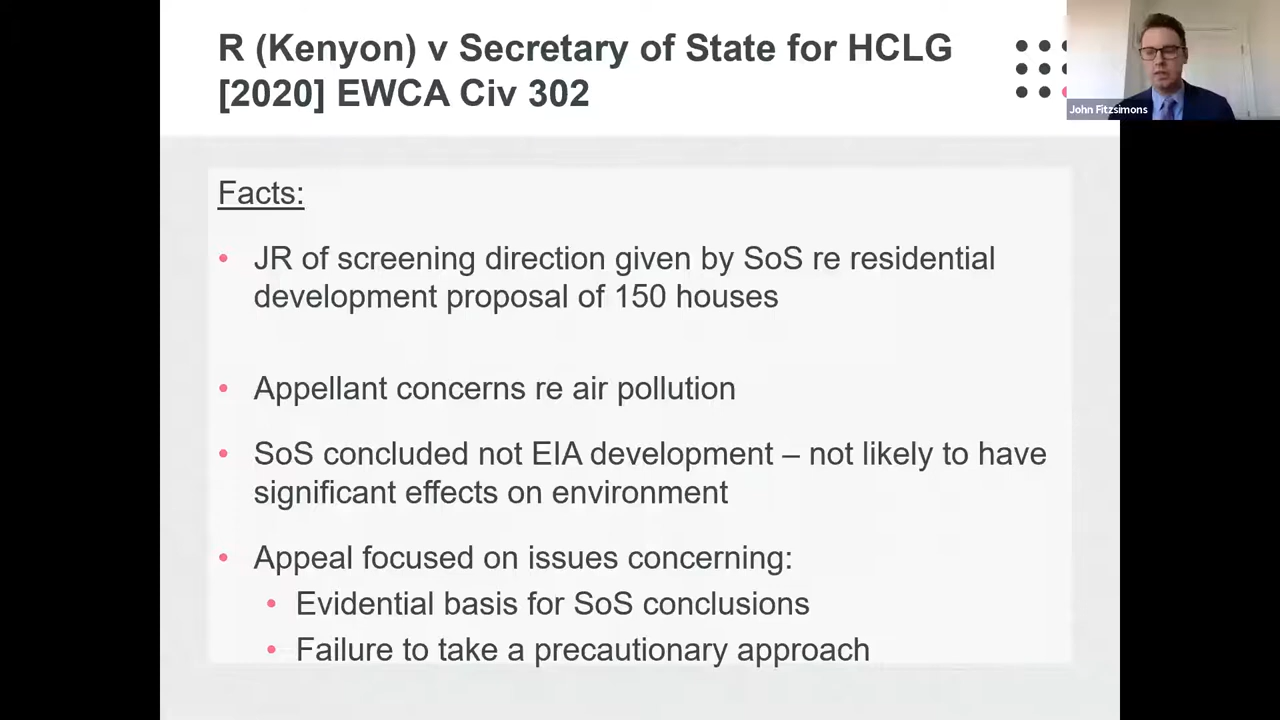 R (Kenyon) v Secretary of State for HCLG
[2020] EWCA Civ 302
John Fitzsimons
Facts:
• JR of screening direction given by SoS re residential
development proposal of 150 houses
• Appellant concerns re air pollution
• SoS concluded not EIA development – not likely to have
significant effects on environment
• Appeal focused on issues concerning:
• Evidential basis for SoS conclusions
• Failure to take a precautionary approach